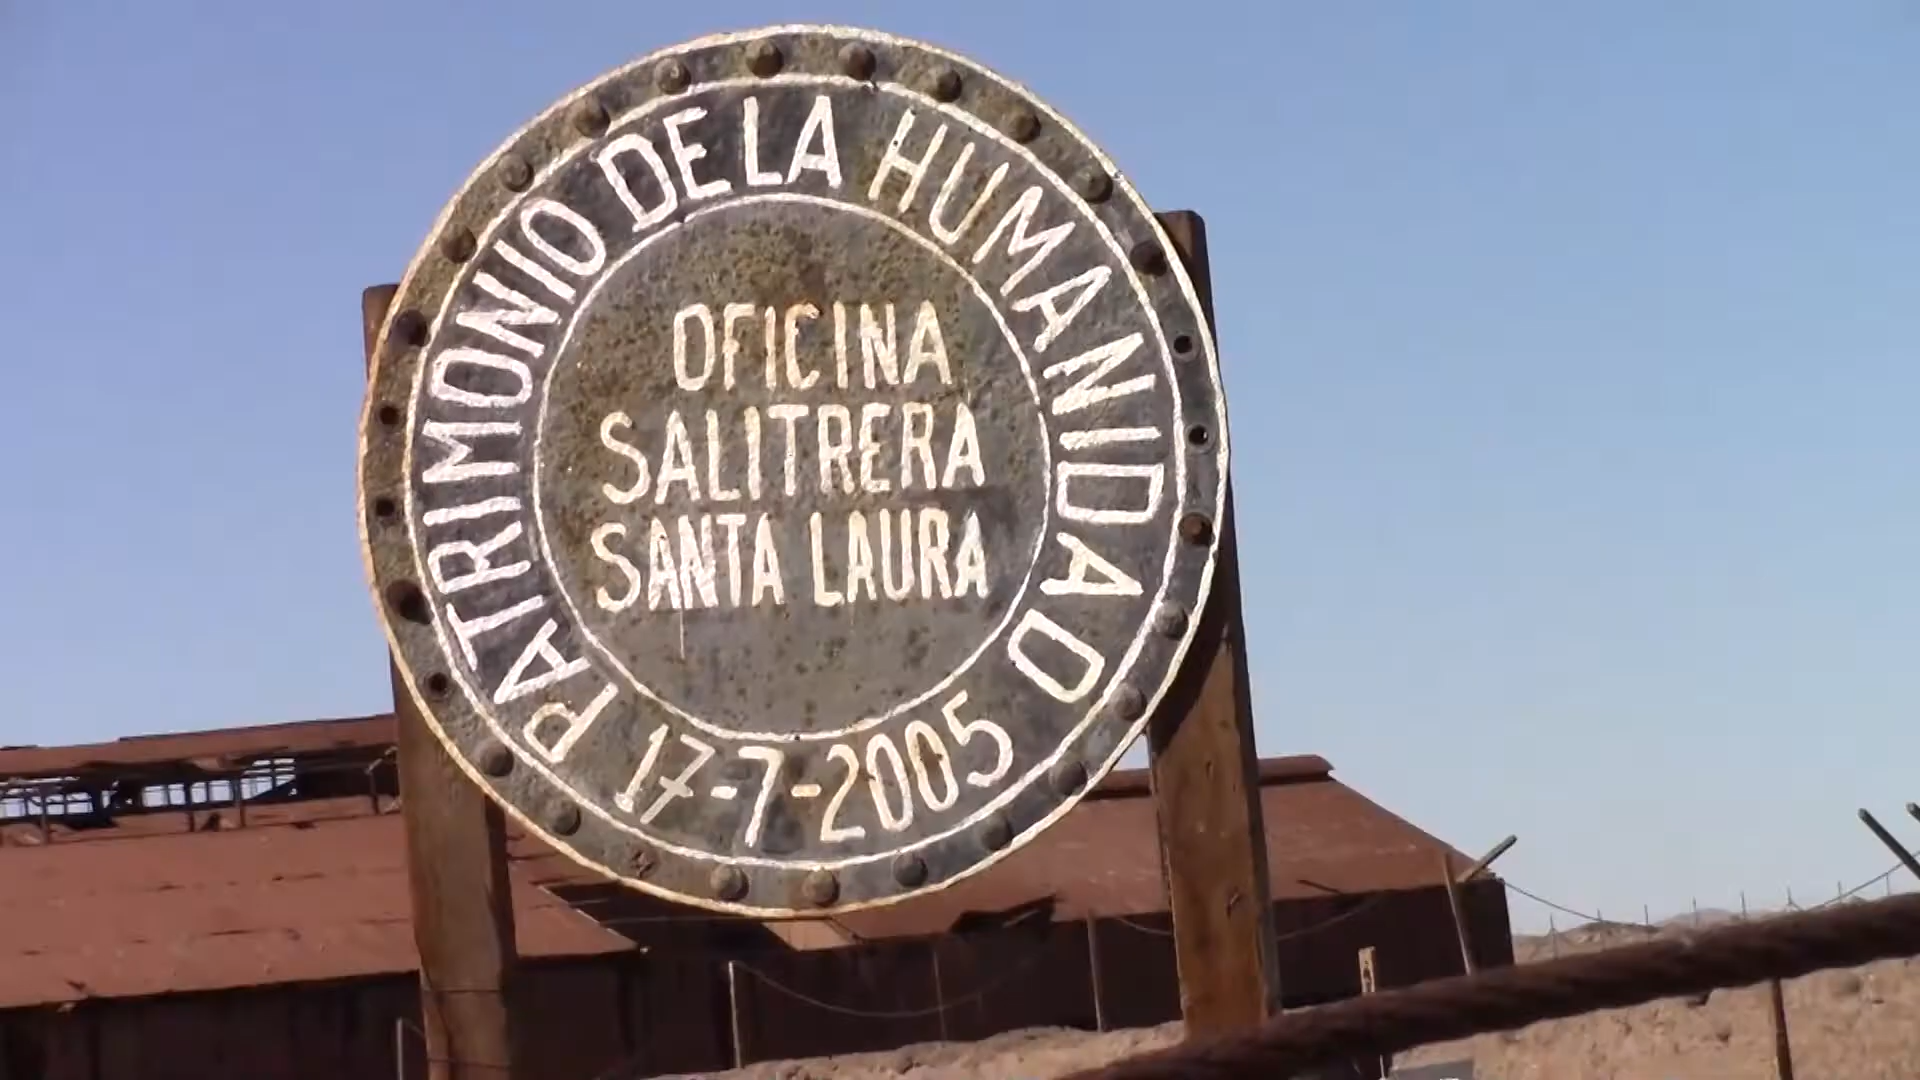 PATRIMONIO DE LA HUMANIDAD
OFICINA
SALITRERA
SANTA LAURA
17-7-2005